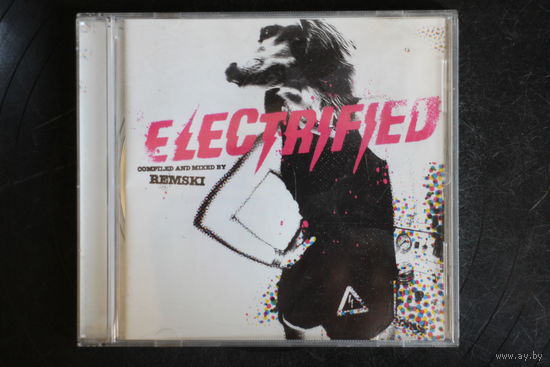 ELECTRIFIED
COMPILED AND MIXED BY
REMSKI
www.ay.by